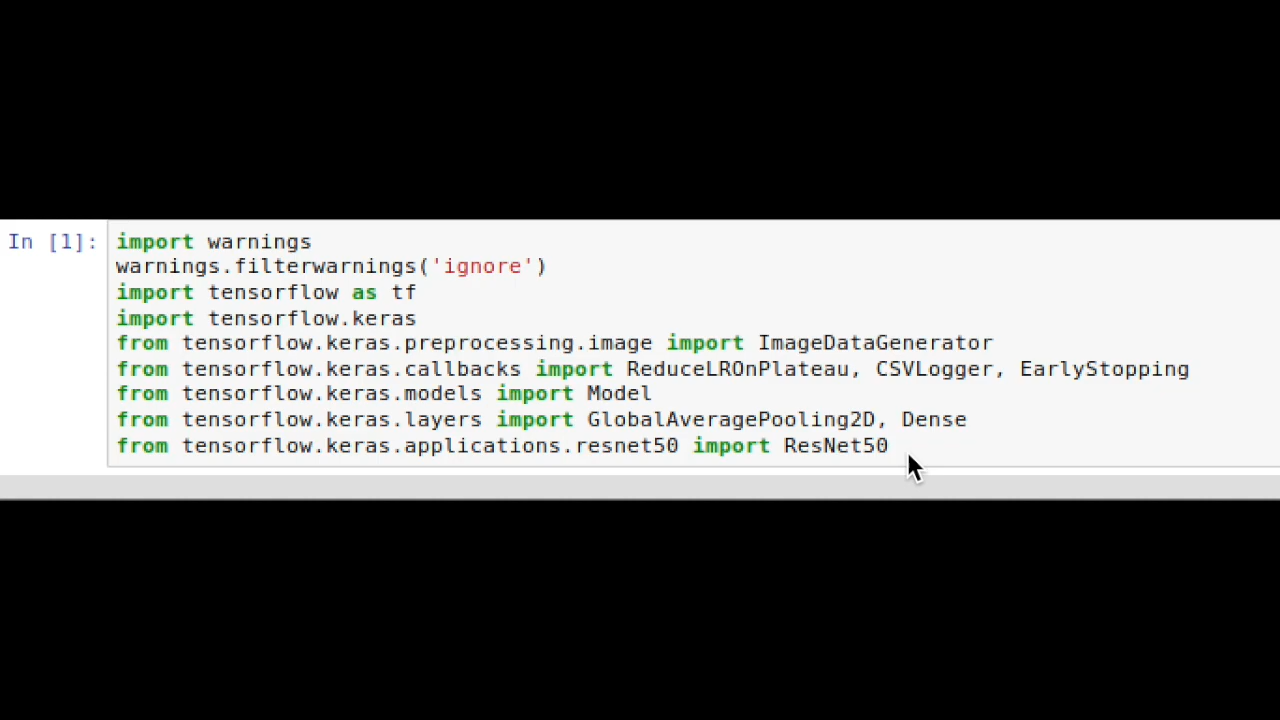 In [1]: import warnings
warnings.filterwarnings('ignore')
import tensorflow as tf
import tensorflow.keras
from tensorflow.keras.preprocessing.image import ImageDataGenerator
from tensorflow.keras.callbacks import ReduceLROnPlateau, CSVLogger, EarlyStopping
from tensorflow.keras.models import Model
from tensorflow.keras.layers import GlobalAveragePooling2D, Dense
from tensorflow.keras.applications.resnet50 import ResNet50